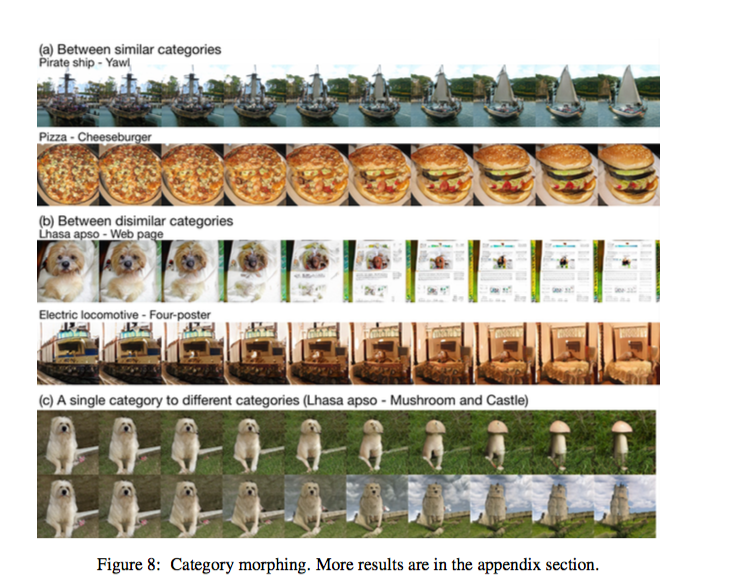 (a) Between similar categories
Pirate ship - Yawl
Pizza - Cheeseburger
(b) Between disimilar categories
Lhasa apso - Web page
Electric locomotive - Four-poster
(c) A single category to different categories (Lhasa apso - Mushroom and Castle)
Figure 8: Category morphing. More results are in the appendix section.